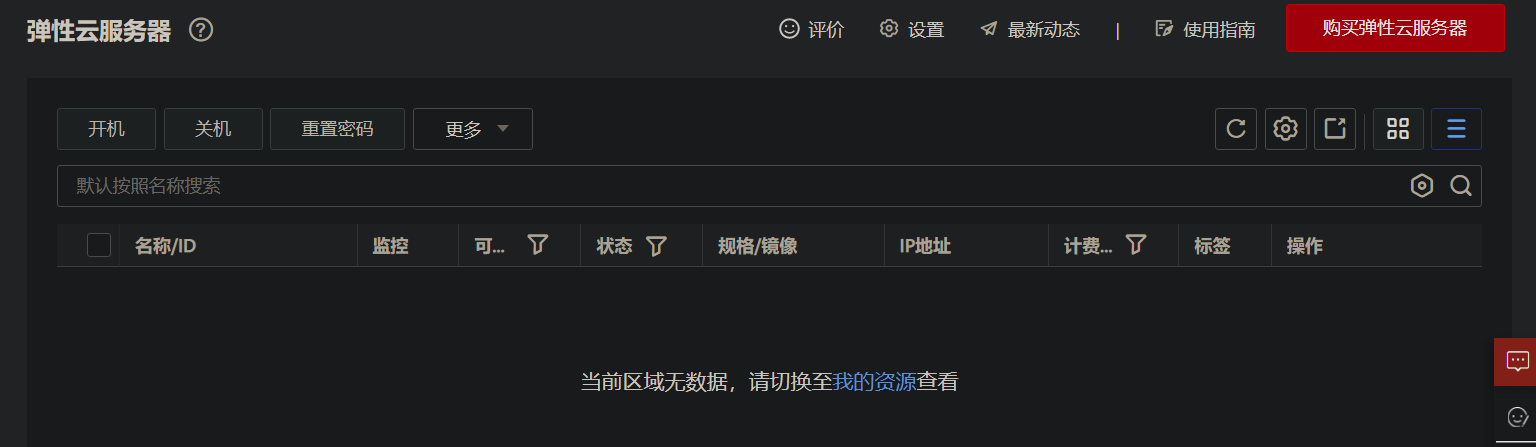 弹性云服务器 评价 设置 最新动态 | 使用指南 购买弹性云服务器
开机 关机 重置密码 更多
默认按照名称搜索
名称/ID 监控 可... 状态 规格/镜像 IP地址 计费... 标签 操作
当前区域无数据，请切换至我的资源查看